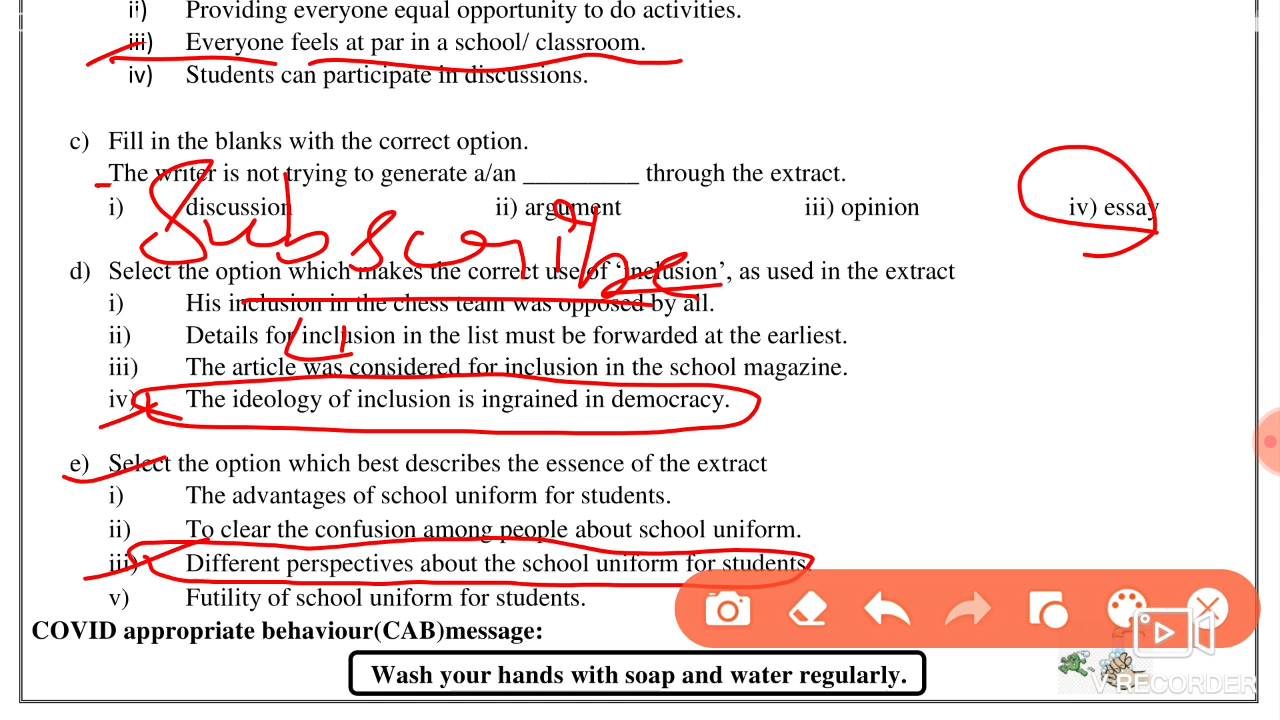 ii) Providing everyone equal opportunity to do activities.
iii) Everyone feels at par in a school/ classroom.
iv) Students can participate in discussions.
c) Fill in the blanks with the correct option.
The writer is not trying to generate a/an __________ through the extract.
i) discussion ii) argument iii) opinion iv) essay
Subscribe
d) Select the option which makes the correct use of ‘inclusion’, as used in the extract
i) His inclusion in the chess team was opposed by all.
ii) Details for inclusion in the list must be forwarded at the earliest.
iii) The article was considered for inclusion in the school magazine.
iv) The ideology of inclusion is ingrained in democracy.
e) Select the option which best describes the essence of the extract
i) The advantages of school uniform for students.
ii) To clear the confusion among people about school uniform.
iii) Different perspectives about the school uniform for students
v) Futility of school uniform for students.
COVID appropriate behaviour(CAB)message:
Wash your hands with soap and water regularly.
V RECORDER